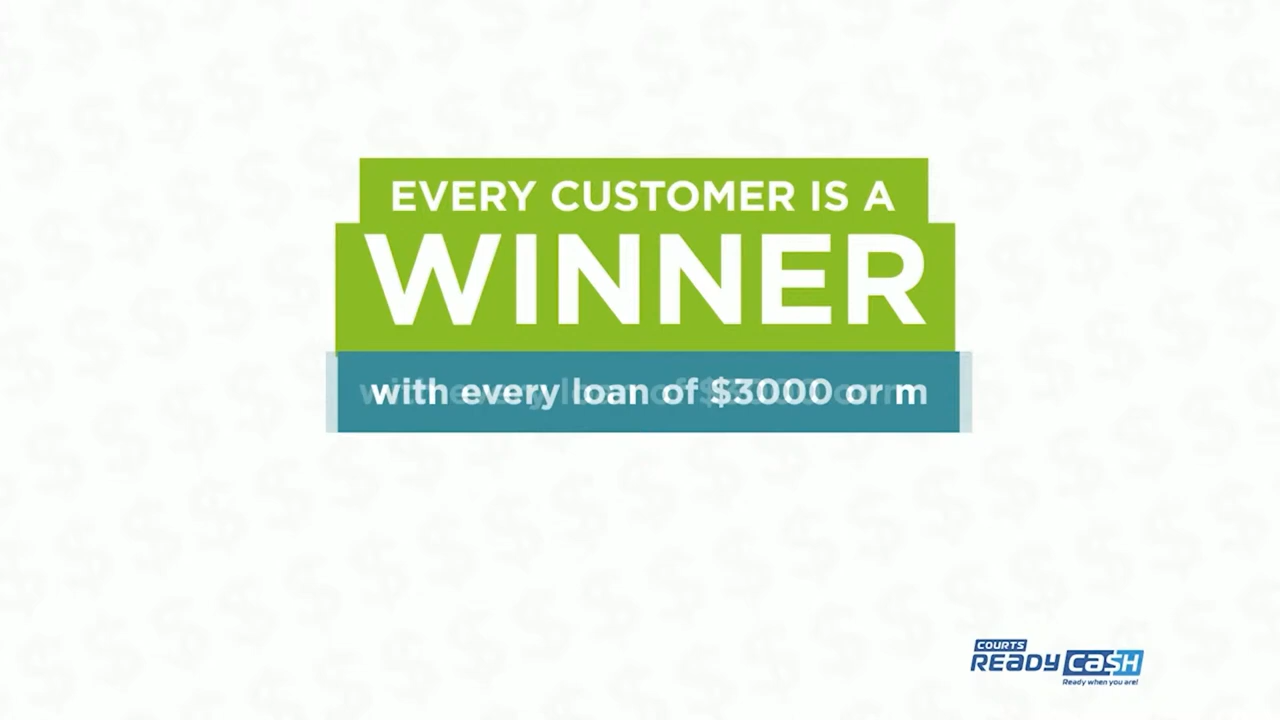 EVERY CUSTOMER IS A
WINNER
with every loan of $3000 or m
COURTS
READY CASH
Ready when you are!